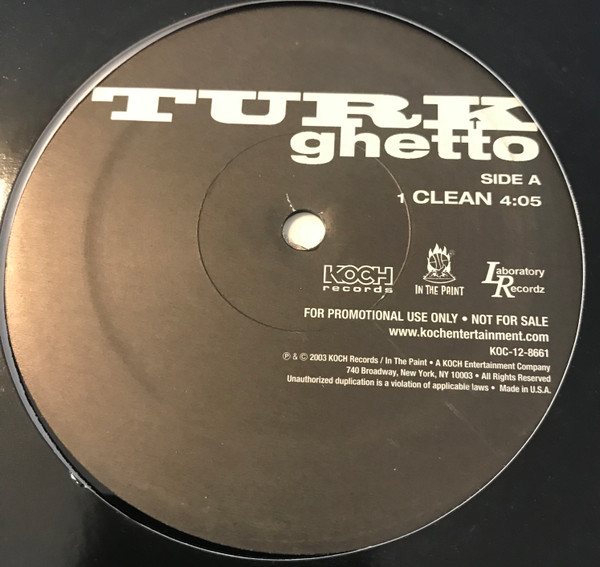 TURK
ghetto
SIDE A
1 CLEAN 4:05
KOCH
records
IN THE PAINT
Laboratory
Recordz
FOR PROMOTIONAL USE ONLY • NOT FOR SALE
www.kochentertainment.com
KOC-12-8661
℗ & © 2003 KOCH Records / In The Paint • A KOCH Entertainment Company
740 Broadway, New York, NY 10003 • All Rights Reserved
Unauthorized duplication is a violation of applicable laws • Made in U.S.A.